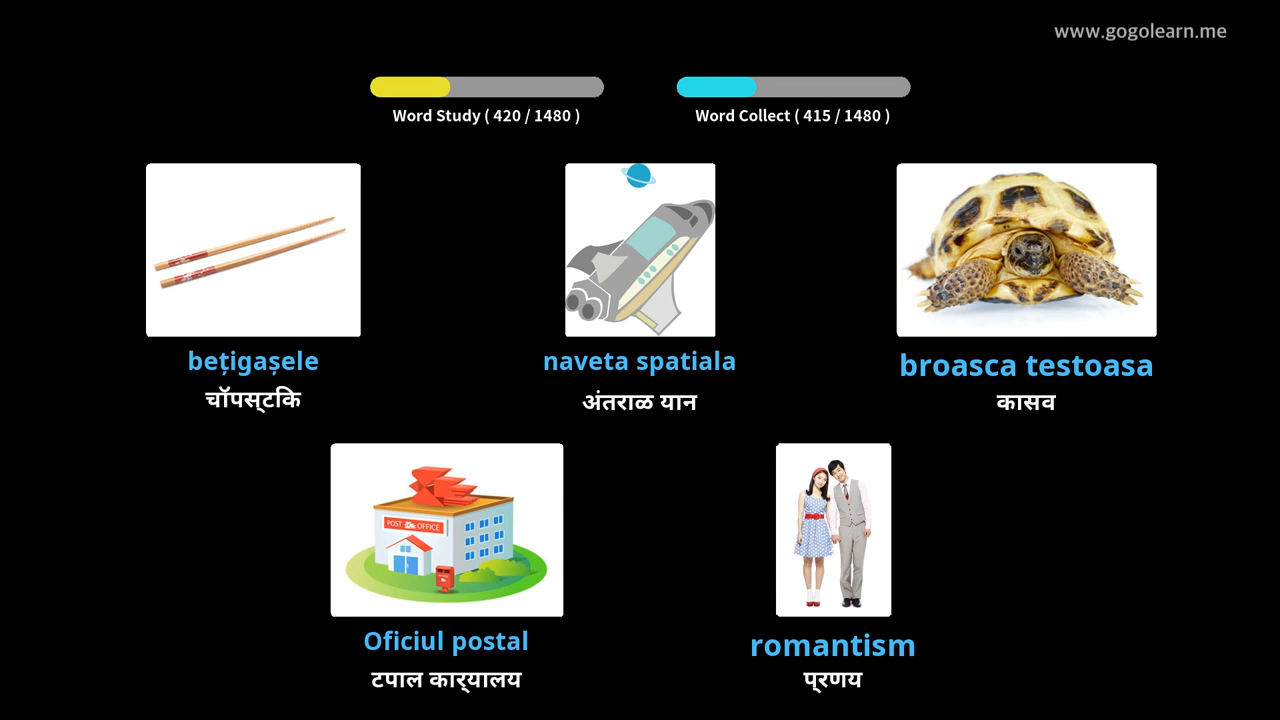 www.gogolearn.me
Word Study ( 420 / 1480 )
Word Collect ( 415 / 1480 )
bețigașele
naveta spatiala
broasca testoasa
चॉपस्‌टकि
अंतराळ यान
कासव
POST OFFICE
Oficiul postal
romantism
टपाल कार्‌यालय
प्‌रणय